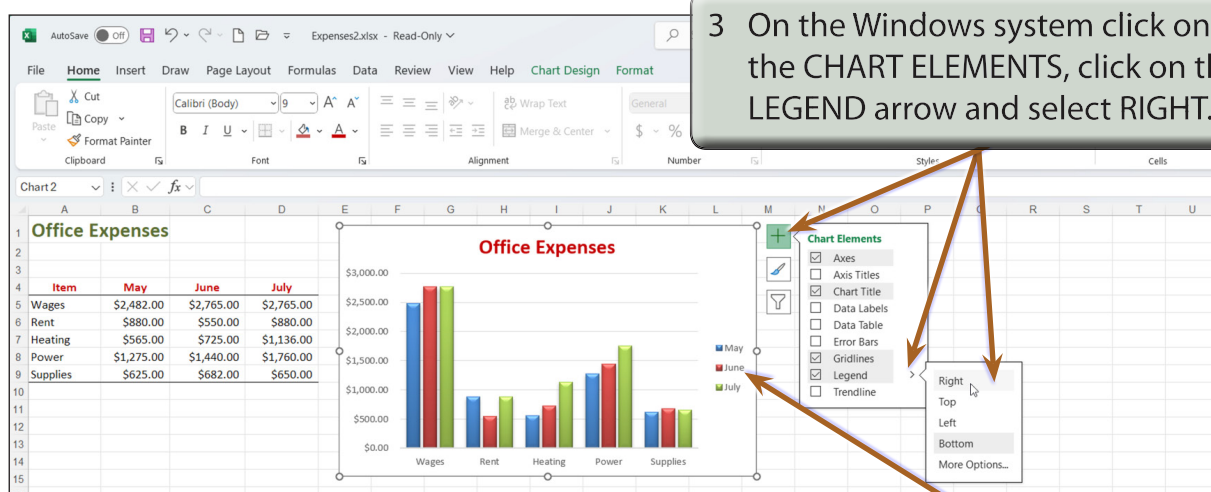 3 On the Windows system click on
the CHART ELEMENTS, click on
LEGEND arrow and select RIGHT.
AutoSave Off Expenses2.xlsx - Read-Only
File Home Insert Draw Page Layout Formulas Data Review View Help Chart Design Format
Paste
Cut
Copy
Format Painter
Calibri (Body) 9 A^ A˅
B I U A
ab Wrap Text
Merge & Center
General
$ %
Clipboard Font Alignment Number Styles Cells
Chart 2 fx
A B C D E F G H I J K L M N O P Q R S T U
1 Office Expenses
2
3
4 Item May June July
5 Wages $2,482.00 $2,765.00 $2,765.00
6 Rent $880.00 $550.00 $880.00
7 Heating $565.00 $725.00 $1,136.00
8 Power $1,275.00 $1,440.00 $1,760.00
9 Supplies $625.00 $682.00 $650.00
10
11
12
13
14
15
Office Expenses
$3,000.00
$2,500.00
$2,000.00
$1,500.00
$1,000.00
$500.00
$0.00
Wages Rent Heating Power Supplies
May
June
July
Chart Elements
Axes
Axis Titles
Chart Title
Data Labels
Data Table
Error Bars
Gridlines
Legend
Trendline
Right
Top
Left
Bottom
More Options...